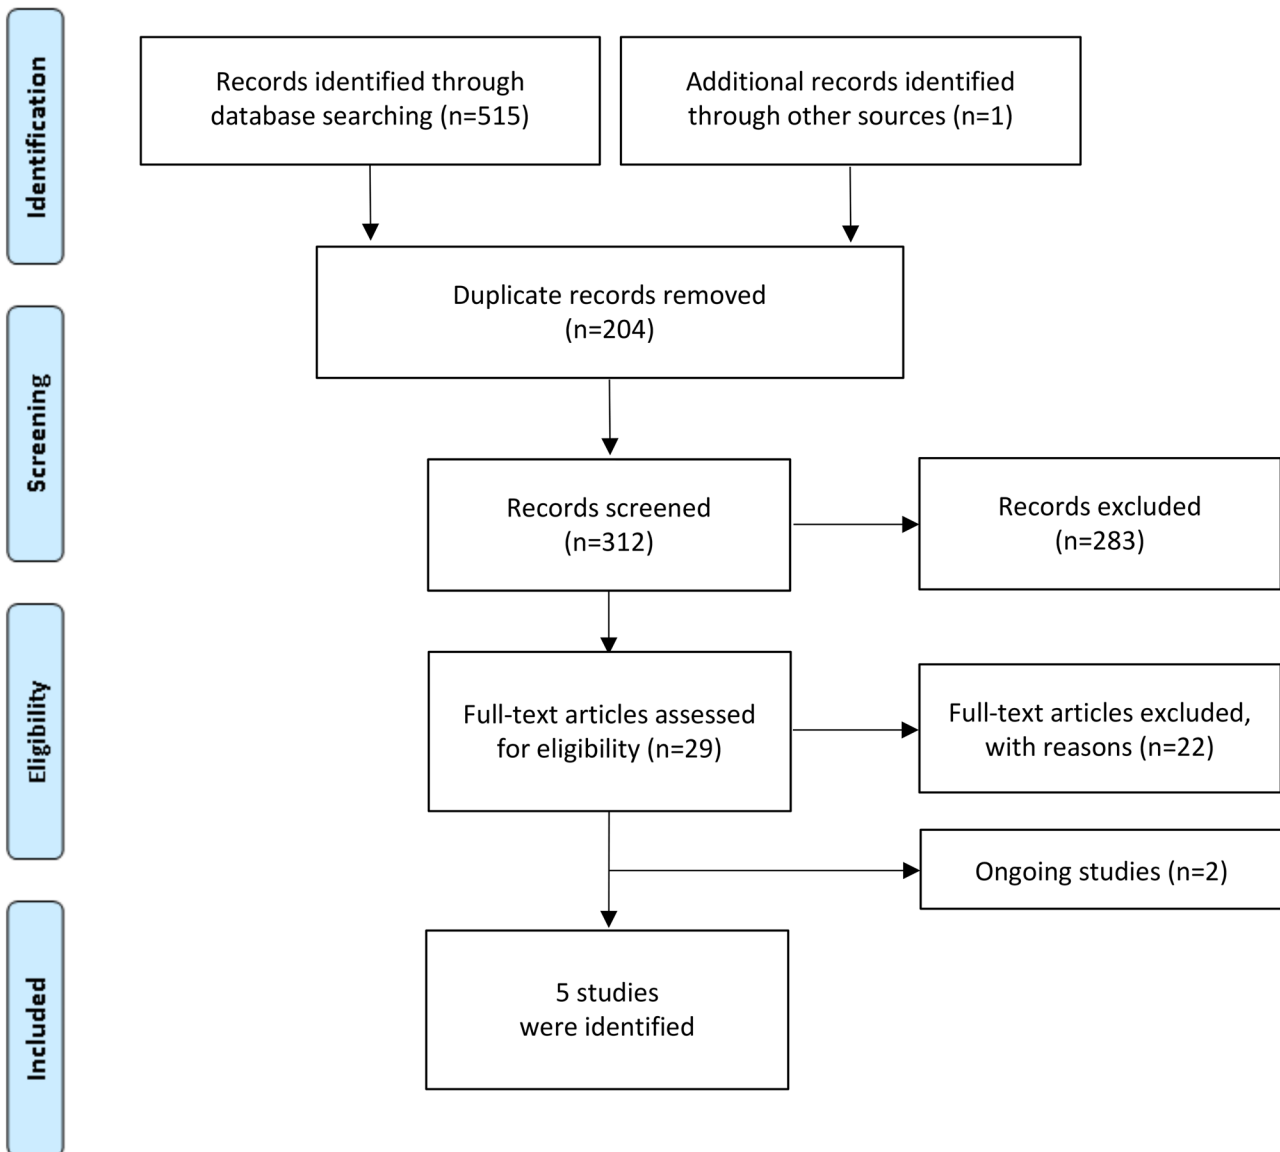 Identification
Records identified through
database searching (n=515)
Additional records identified
through other sources (n=1)
Duplicate records removed
(n=204)
Screening
Records screened
(n=312)
Records excluded
(n=283)
Eligibility
Full-text articles assessed
for eligibility (n=29)
Full-text articles excluded,
with reasons (n=22)
Ongoing studies (n=2)
Included
5 studies
were identified